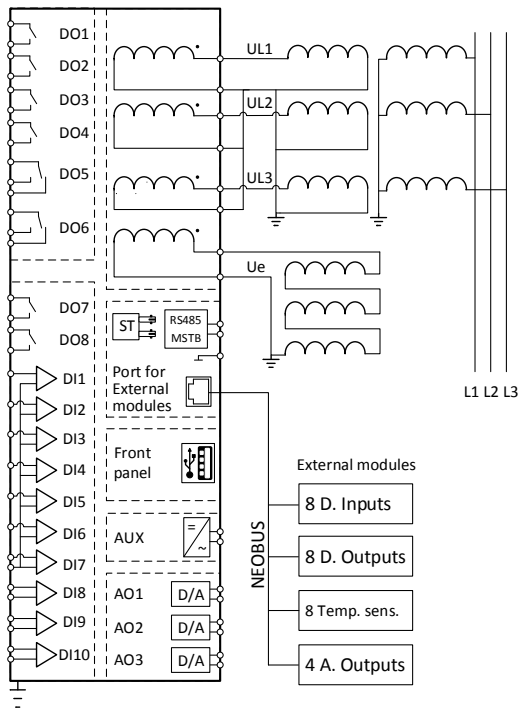 DO1
DO2
DO3
DO4
DO5
DO6
DO7
DO8
DI1
DI2
DI3
DI4
DI5
DI6
DI7
DI8
DI9
DI10
UL1
UL2
UL3
Ue
ST
RS485
MSTB
Port for
External
modules
Front
panel
AUX
=
~
AO1 D/A
AO2 D/A
AO3 D/A
L1 L2 L3
NEOBUS
External modules
8 D. Inputs
8 D. Outputs
8 Temp. sens.
4 A. Outputs